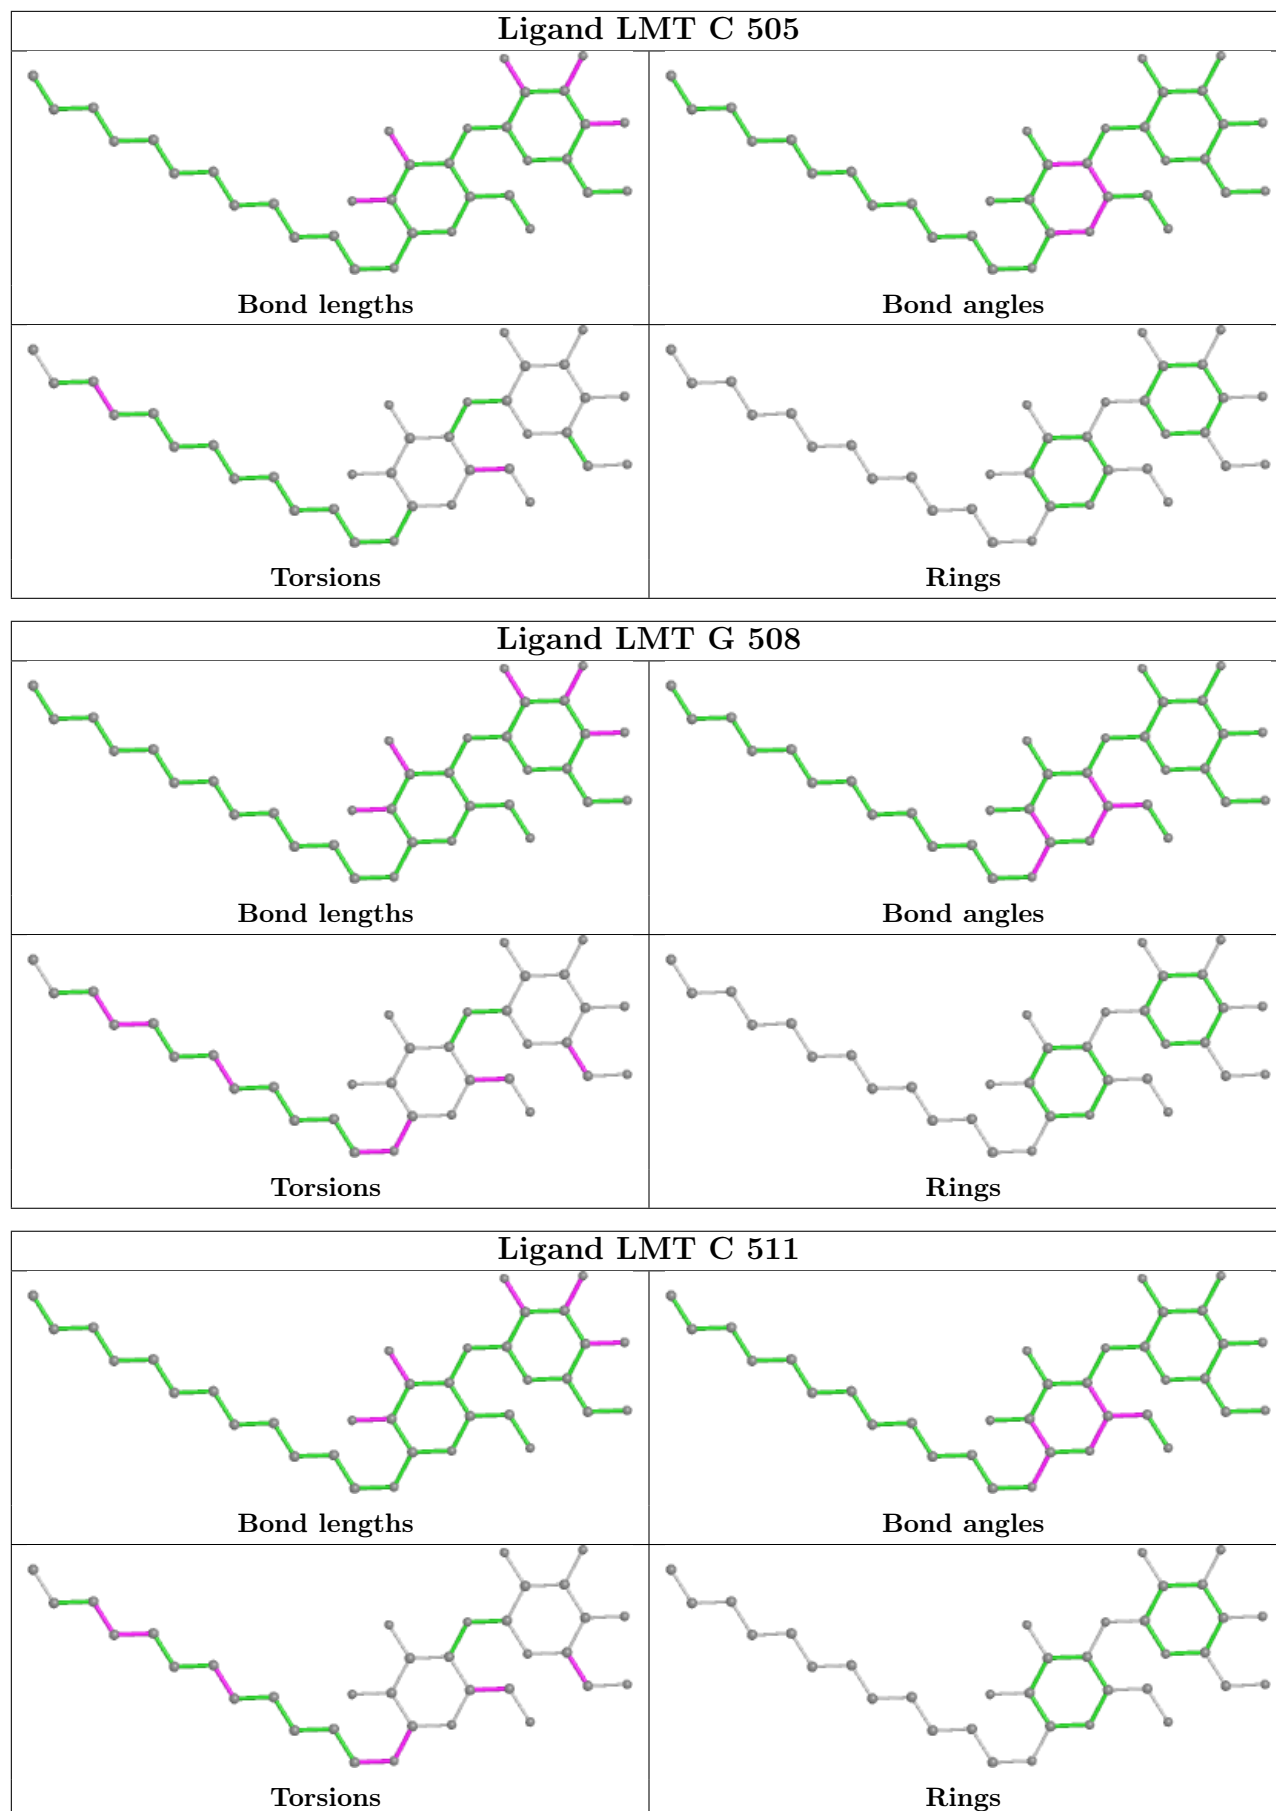 Ligand LMT C 505
Bond lengths
Bond angles
Torsions
Rings
Ligand LMT G 508
Bond lengths
Bond angles
Torsions
Rings
Ligand LMT C 511
Bond lengths
Bond angles
Torsions
Rings